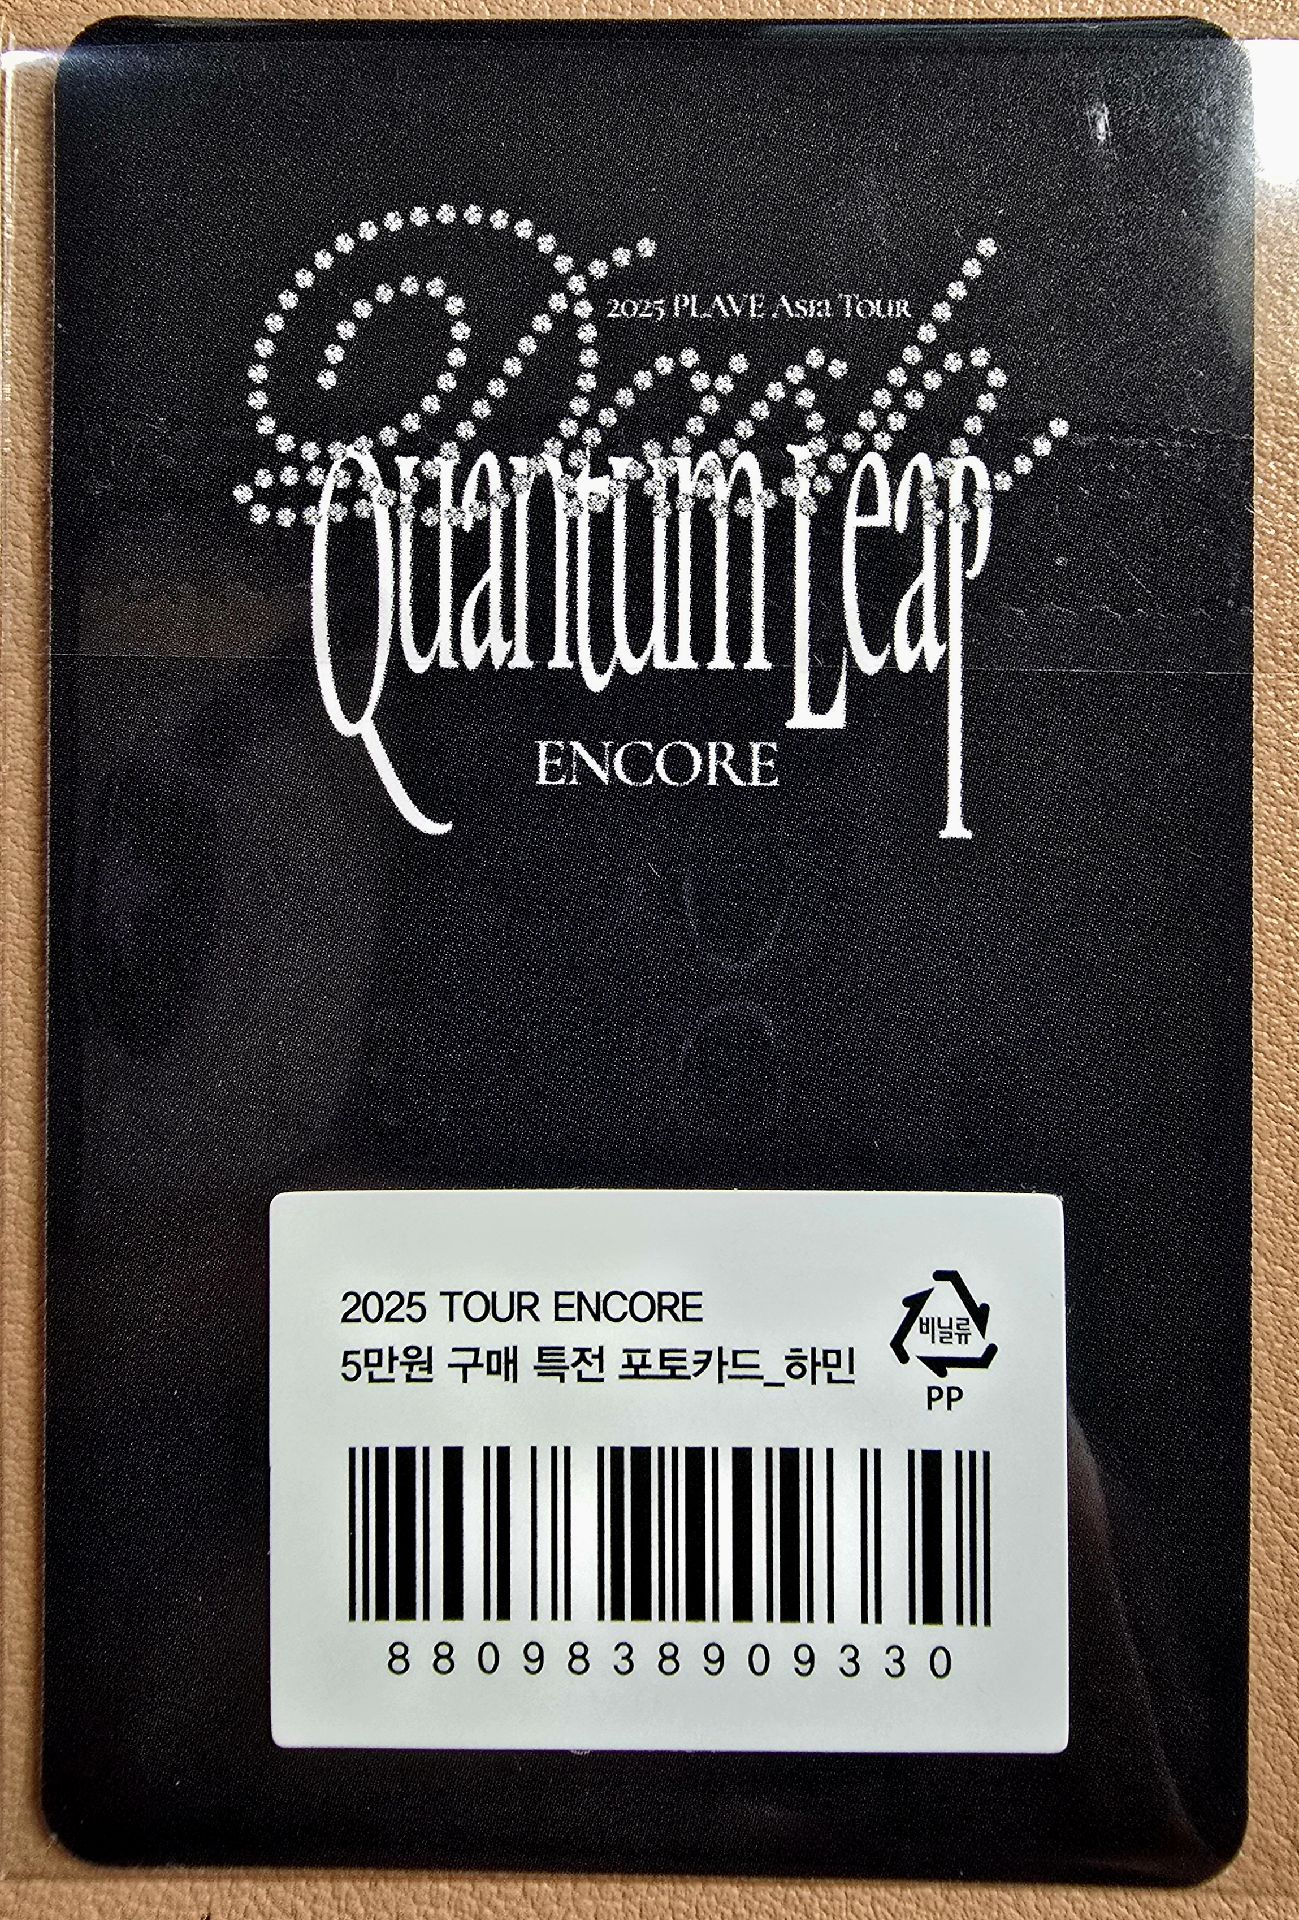 2025 PLAVE Asia Tour
Dash
Quantum Leap
ENCORE
2025 TOUR ENCORE
5만원 구매 특전 포토카드_하민
비닐류
PP
8809838909330